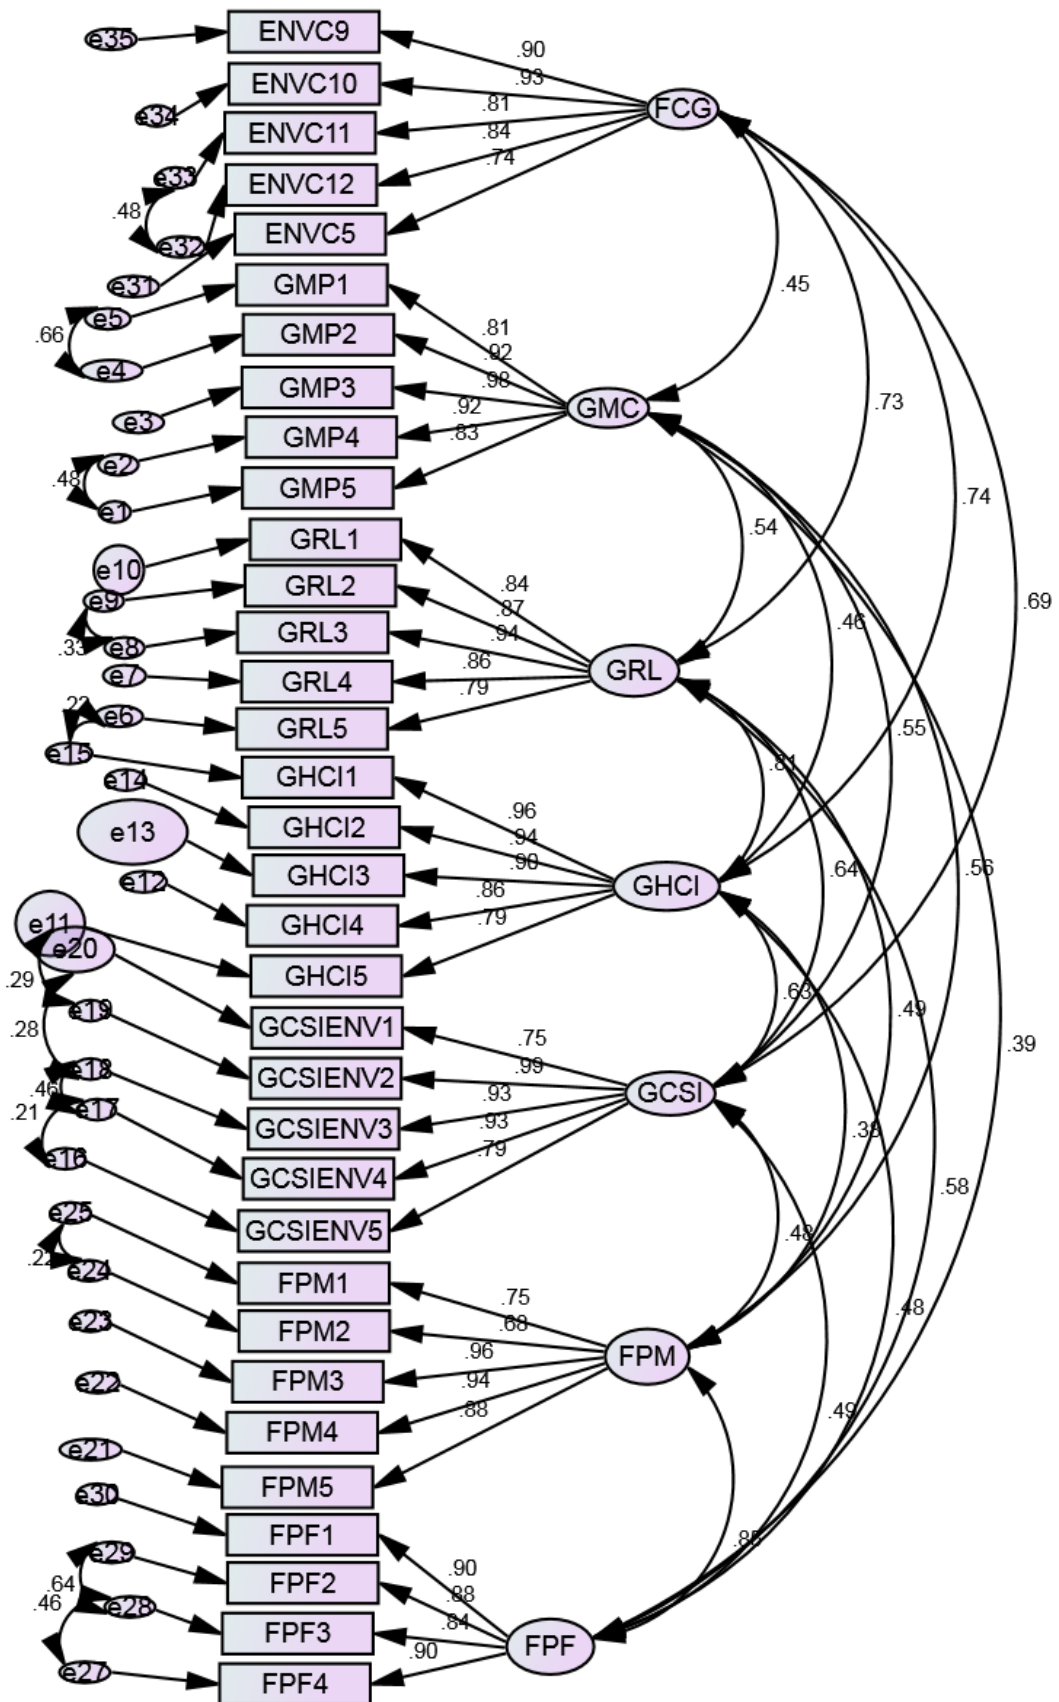 e35 ENVC9
.90
ENVC10 .93
e34 FCG
.81
ENVC11
.84
.74
e33 ENVC12
.48
ENVC5
e32
e31 GMP1 .45
e5
.66 GMP2 .81
.92
e4
GMP3 .98
.73
.92 GMC
e3
GMP4 .83
e2
.48 GMP5 .74
e1
GRL1 .54
e10
GRL2 .84
e9 .87 .69
GRL3 .94 .46
.33 e8
.86 GRL
e7 GRL4 .79
.22
e6 GRL5 .55
e15
GHCI1 .81
e14
.96
GHCI2 .94
e13
.90 .64 .56
GHCI3
e12 .86 GHCI
GHCI4 .79
e11
e20
GHCI5
.29 .63 .49
e19
GCSIENV1 .75
.28 .39
e18 GCSIENV2 .99
.46 .93 GCSI
.21 e17
GCSIENV3 .93 .38
.79
e16
GCSIENV4 .58
e25
GCSIENV5 .48
.22
e24
FPM1 .75
.48
e23 FPM2 .68
.96 FPM
e22 FPM3 .94
.88 .49
FPM4
e21
FPM5
e30
FPF1
e29 .90
.64 FPF2 .88
.46 e28 .84
FPF3
.90 FPF
e27 FPF4